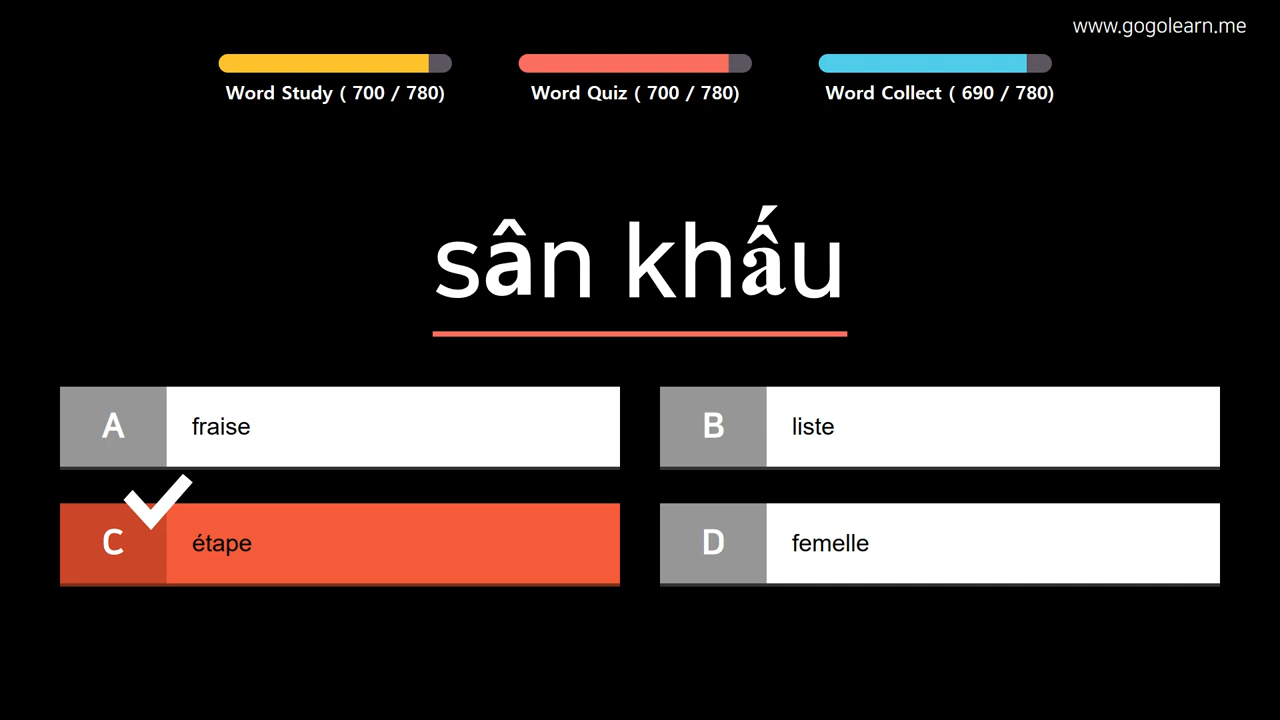 www.gogolearn.me
Word Study ( 700 / 780)
Word Quiz ( 700 / 780)
Word Collect ( 690 / 780)
sân khấu
A fraise
B liste
C étape
D femelle